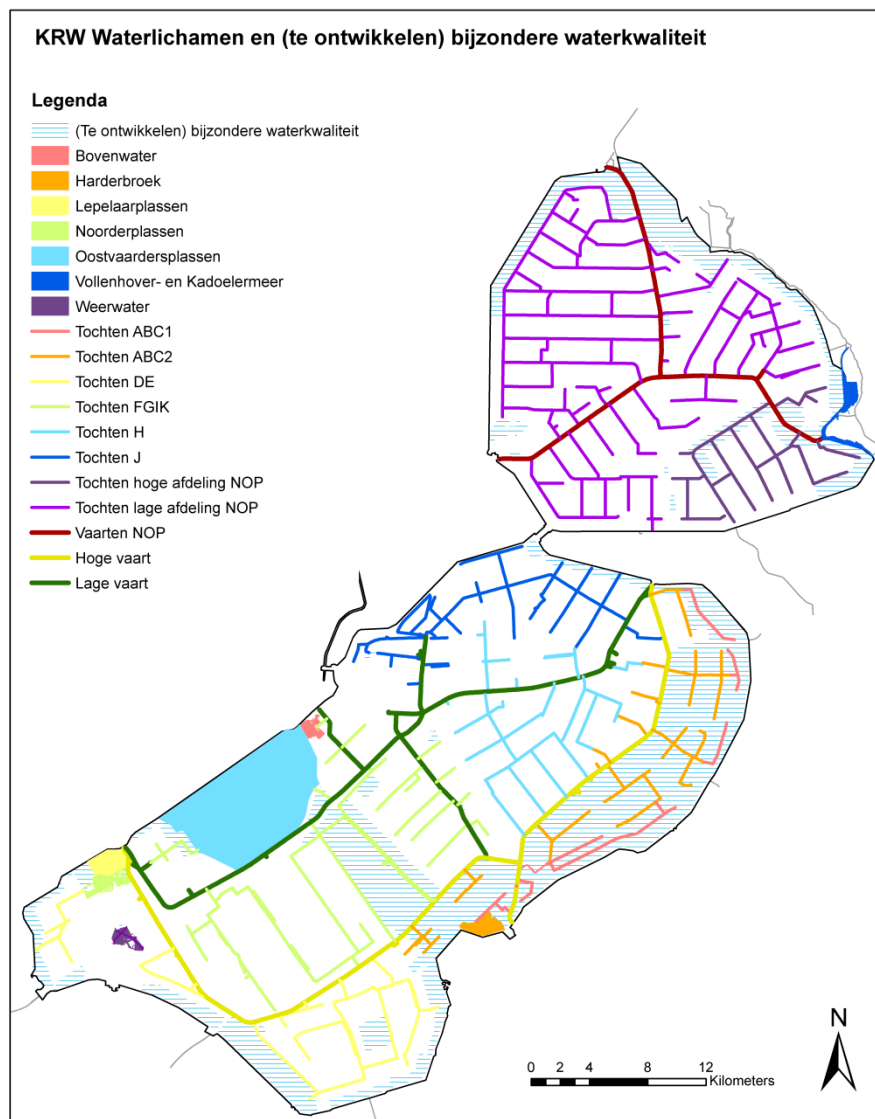 KRW Waterlichamen en (te ontwikkelen) bijzondere waterkwaliteit
Legenda
(Te ontwikkelen) bijzondere waterkwaliteit
Bovenwater
Harderbroek
Lepelaarplassen
Noorderplassen
Oostvaardersplassen
Vollenhover- en Kadoelermeer
Weerwater
Tochten ABC1
Tochten ABC2
Tochten DE
Tochten FGIK
Tochten H
Tochten J
Tochten hoge afdeling NOP
Tochten lage afdeling NOP
Vaarten NOP
Hoge vaart
Lage vaart
N
0 2 4 8 12
Kilometers